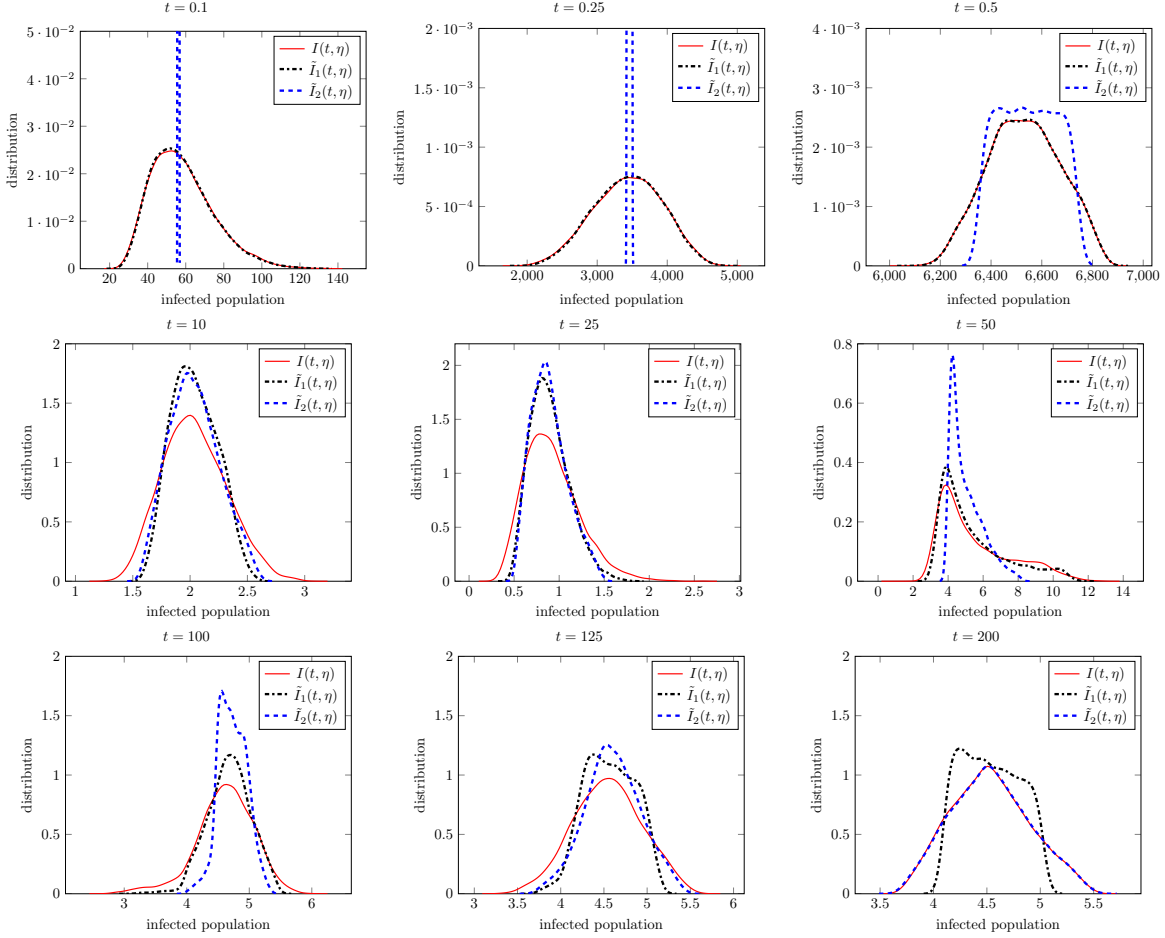 t = 0.1
5 · 10⁻²
4 · 10⁻²
3 · 10⁻²
2 · 10⁻²
1 · 10⁻²
0
distribution
I(t, η)
Ĩ₁(t, η)
Ĩ₂(t, η)
20 40 60 80 100 120 140
infected population
t = 0.25
2 · 10⁻³
1.5 · 10⁻³
1 · 10⁻³
5 · 10⁻⁴
0
distribution
I(t, η)
Ĩ₁(t, η)
Ĩ₂(t, η)
2,000 3,000 4,000 5,000
infected population
t = 0.5
4 · 10⁻³
3 · 10⁻³
2 · 10⁻³
1 · 10⁻³
0
distribution
I(t, η)
Ĩ₁(t, η)
Ĩ₂(t, η)
6,000 6,200 6,400 6,600 6,800 7,000
infected population
t = 10
2
1.5
1
0.5
0
distribution
I(t, η)
Ĩ₁(t, η)
Ĩ₂(t, η)
1 1.5 2 2.5 3
infected population
t = 25
2
1.5
1
0.5
0
distribution
I(t, η)
Ĩ₁(t, η)
Ĩ₂(t, η)
0 0.5 1 1.5 2 2.5 3
infected population
t = 50
0.8
0.6
0.4
0.2
0
distribution
I(t, η)
Ĩ₁(t, η)
Ĩ₂(t, η)
0 2 4 6 8 10 12 14
infected population
t = 100
2
1.5
1
0.5
0
distribution
I(t, η)
Ĩ₁(t, η)
Ĩ₂(t, η)
3 4 5 6
infected population
t = 125
2
1.5
1
0.5
0
distribution
I(t, η)
Ĩ₁(t, η)
Ĩ₂(t, η)
3 3.5 4 4.5 5 5.5 6
infected population
t = 200
2
1.5
1
0.5
0
distribution
I(t, η)
Ĩ₁(t, η)
Ĩ₂(t, η)
3.5 4 4.5 5 5.5
infected population